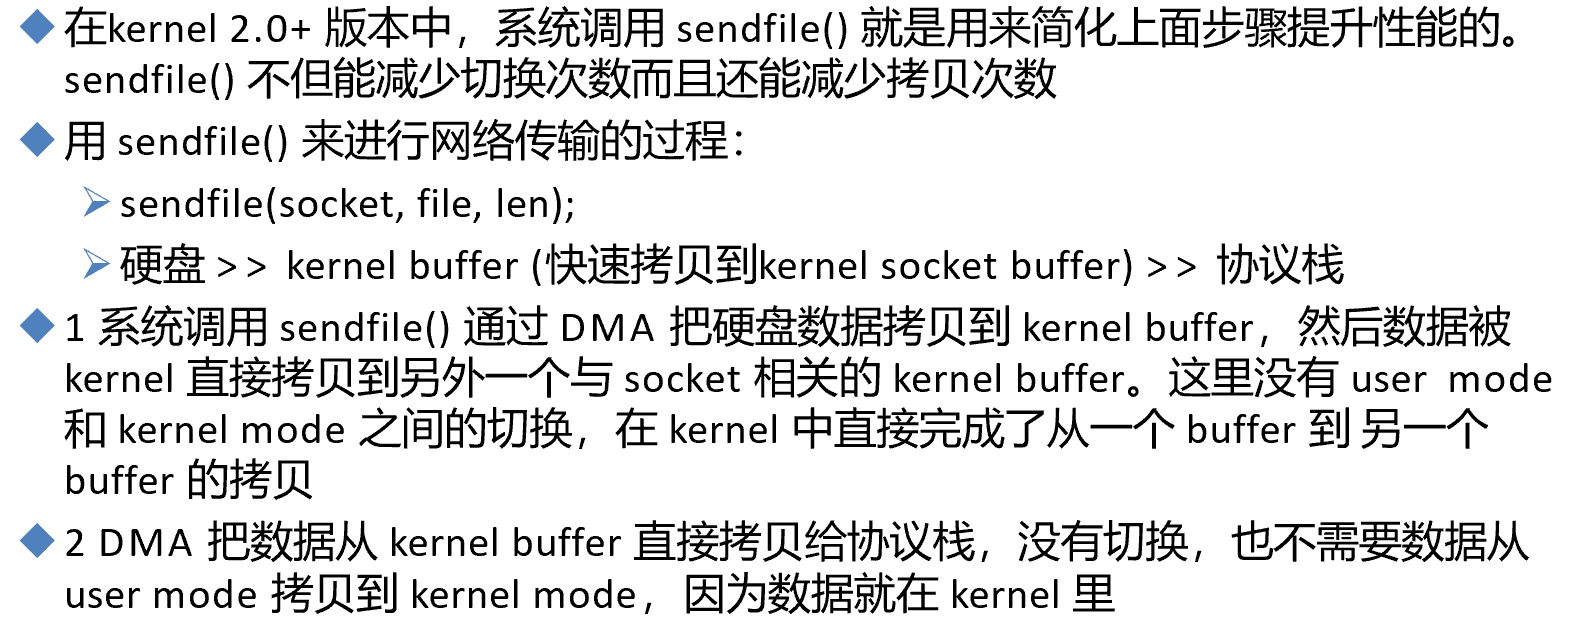 在kernel 2.0+ 版本中，系统调用 sendfile() 就是用来简化上面步骤提升性能的。
sendfile() 不但能减少切换次数而且还能减少拷贝次数
用 sendfile() 来进行网络传输的过程：
sendfile(socket, file, len);
硬盘 >> kernel buffer (快速拷贝到kernel socket buffer) >> 协议栈
1 系统调用 sendfile() 通过 DMA 把硬盘数据拷贝到 kernel buffer，然后数据被
kernel 直接拷贝到另外一个与 socket 相关的 kernel buffer。这里没有 user mode
和 kernel mode 之间的切换，在 kernel 中直接完成了从一个 buffer 到 另一个
buffer 的拷贝
2 DMA 把数据从 kernel buffer 直接拷贝给协议栈，没有切换，也不需要数据从
user mode 拷贝到 kernel mode，因为数据就在 kernel 里